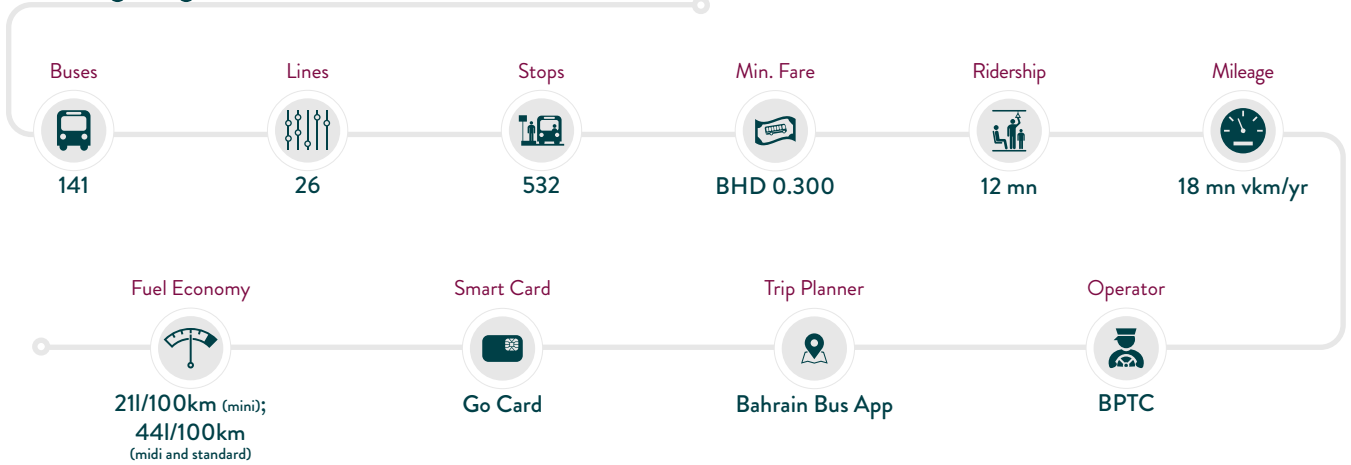 Buses
Lines
Stops
Min. Fare
Ridership
Mileage
141
26
532
BHD 0.300
12 mn
18 mn vkm/yr
Fuel Economy
Smart Card
Trip Planner
Operator
21l/100km (mini);
44l/100km
(midi and standard)
Go Card
Bahrain Bus App
BPTC